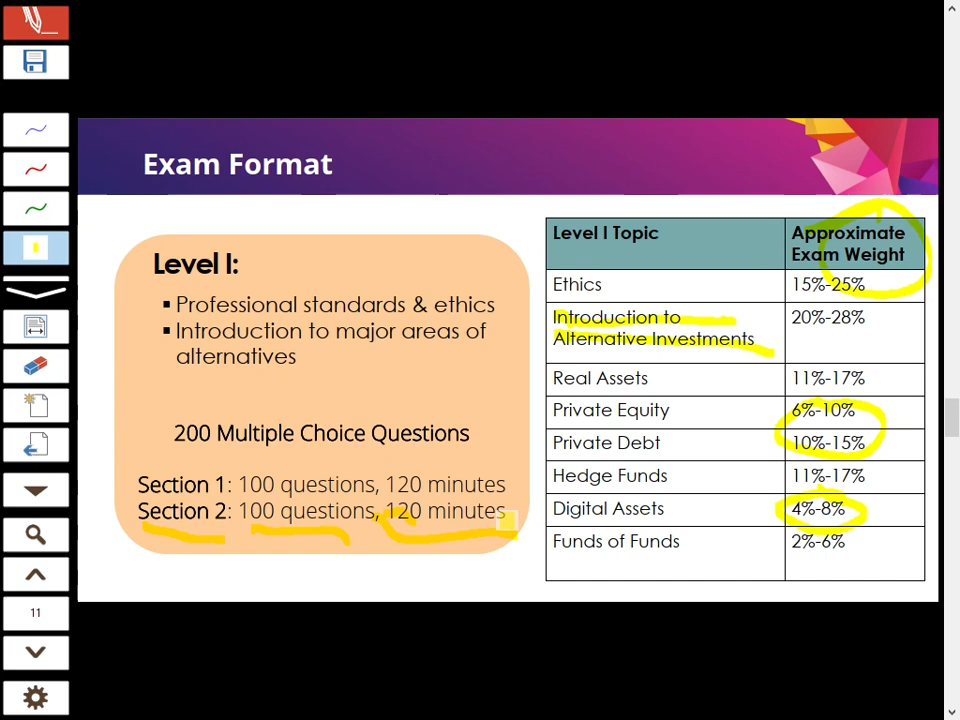 Exam Format
Level I:
▪ Professional standards & ethics
▪ Introduction to major areas of
alternatives
200 Multiple Choice Questions
Section 1: 100 questions, 120 minutes
Section 2: 100 questions, 120 minutes
Level I Topic
Approximate
Exam Weight
Ethics
15%-25%
Introduction to
Alternative Investments
20%-28%
Real Assets
11%-17%
Private Equity
6%-10%
Private Debt
10%-15%
Hedge Funds
11%-17%
Digital Assets
4%-8%
Funds of Funds
2%-6%
11